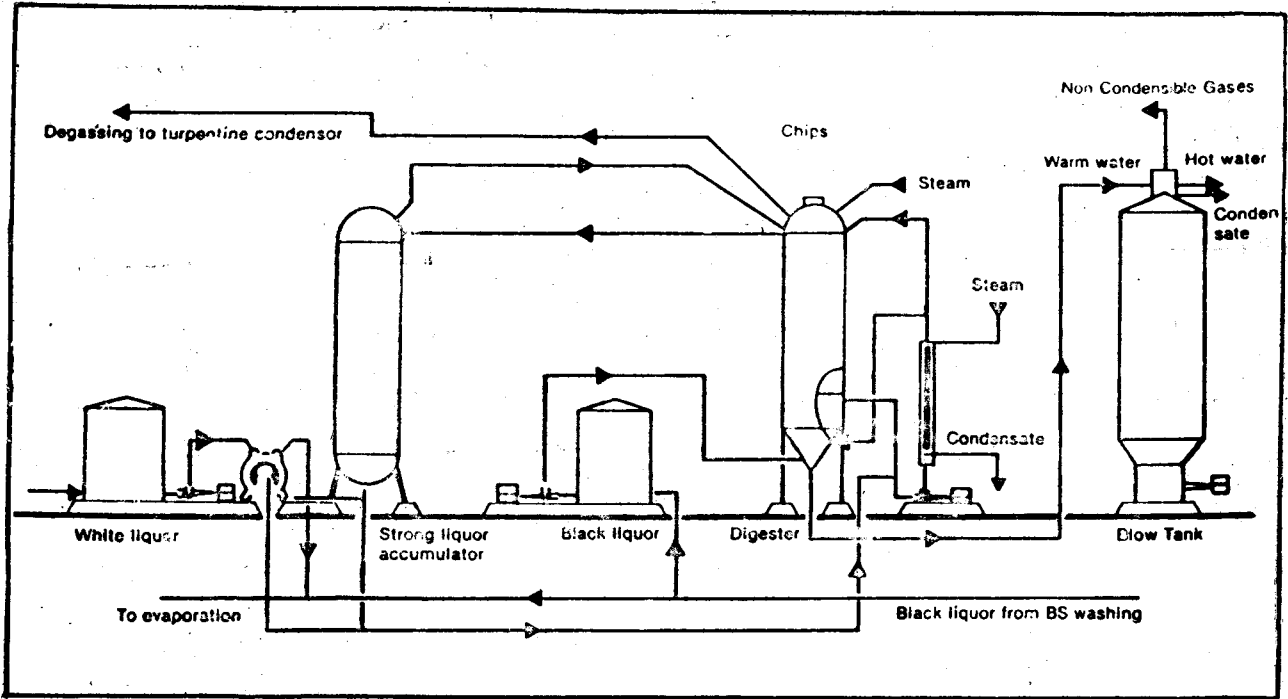 Non Condensible Gases
Degassing to turpentine condensor
Chips
Warm water
Hot water
Steam
Conden
sate
Steam
Condensate
White liquor
Strong liquor
accumulator
Black liquor
Digester
Blow Tank
To evaporation
Black liquor from BS washing